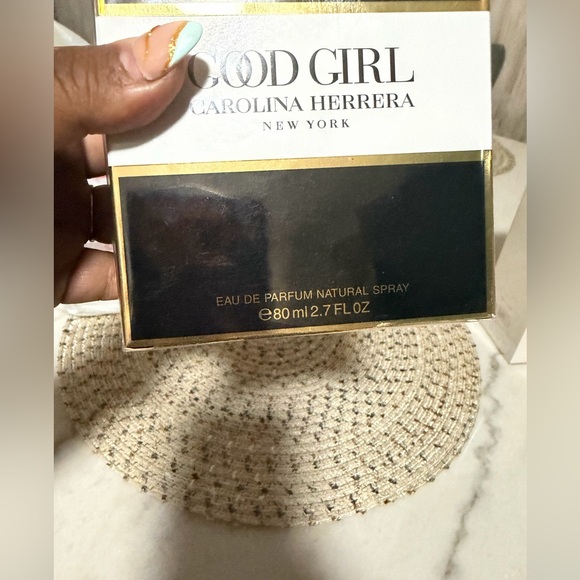 GOOD GIRL
CAROLINA HERRERA
NEW YORK
EAU DE PARFUM NATURAL SPRAY
℮80 ml 2.7 FL OZ